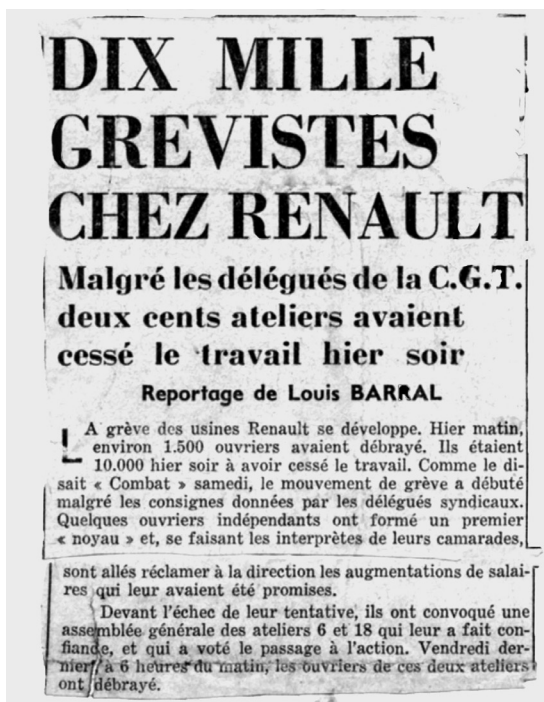 DIX MILLE
GREVISTES
CHEZ RENAULT
Malgré les délégués de la C.G.T.
deux cents ateliers avaient
cessé le travail hier soir
Reportage de Louis BARRAL
LA grève des usines Renault se développe. Hier matin,
environ 1.500 ouvriers avaient débrayé. Ils étaient
10.000 hier soir à avoir cessé le travail. Comme le di-
sait « Combat » samedi, le mouvement de grève a débuté
malgré les consignes données par les délégués syndicaux.
Quelques ouvriers indépendants ont formé un premier
« noyau » et, se faisant les interprètes de leurs camarades,
sont allés réclamer à la direction les augmentations de salai-
res qui leur avaient été promises.
Devant l'échec de leur tentative, ils ont convoqué une
assemblée générale des ateliers 6 et 18 qui leur a fait con-
fiance, et qui a voté le passage à l'action. Vendredi der-
nier à 6 heures du matin, les ouvriers de ces deux ateliers
ont débrayé.